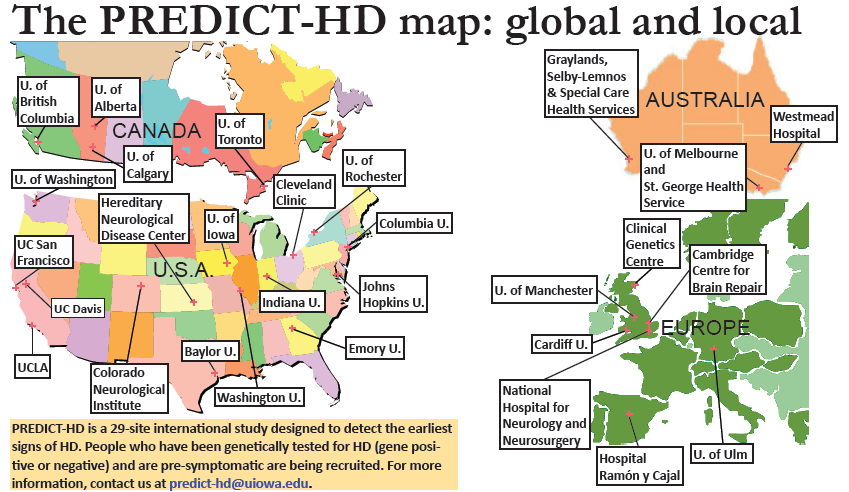 The PREDICT-HD map: global and local
U. of
British
Columbia
U. of
Alberta
CANADA
U. of
Toronto
U. of
Calgary
U. of
Rochester
U. of Washington
Hereditary
Neurological
Disease Center
U. of
Iowa
Cleveland
Clinic
Columbia U.
UC San
Francisco
U.S.A.
UC Davis
Indiana U.
Johns
Hopkins U.
UCLA
Colorado
Neurological
Institute
Baylor U.
Washington U.
Emory U.
Graylands,
Selby-Lemnos
& Special Care
Health Services
AUSTRALIA
Westmead
Hospital
U. of Melbourne
and
St. George Health
Service
Clinical
Genetics
Centre
Cambridge
Centre for
Brain Repair
U. of Manchester
EUROPE
Cardiff U.
National
Hospital for
Neurology and
Neurosurgery
Hospital
Ramón y Cajal
U. of Ulm
PREDICT-HD is a 29-site international study designed to detect the earliest
signs of HD. People who have been genetically tested for HD (gene posi-
tive or negative) and are pre-symptomatic are being recruited. For more
information, contact us at predict-hd@uiowa.edu.